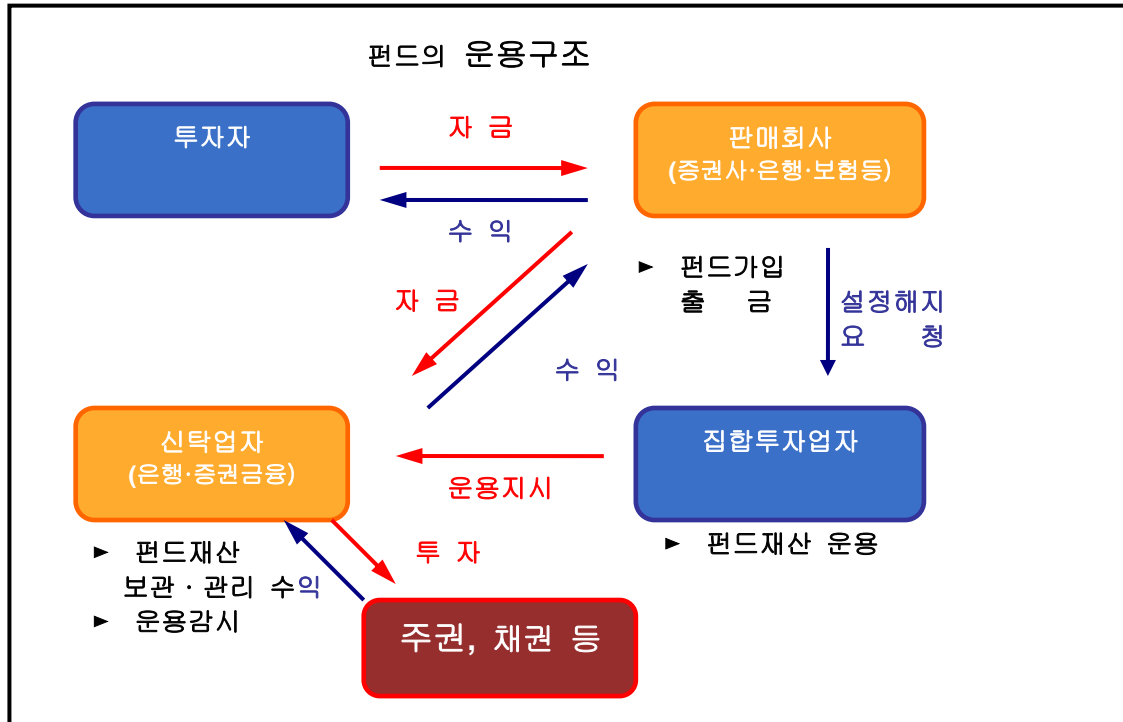 펀드의 운용구조
투자자
자 금
판매회사
(증권사·은행·보험등)
수 익
► 펀드가입
출 금
자 금
설정해지
요 청
수 익
신탁업자
(은행·증권금융)
집합투자업자
운용지시
► 펀드재산 운용
► 펀드재산
보관 · 관리 수익
► 운용감시
투 자
주권, 채권 등